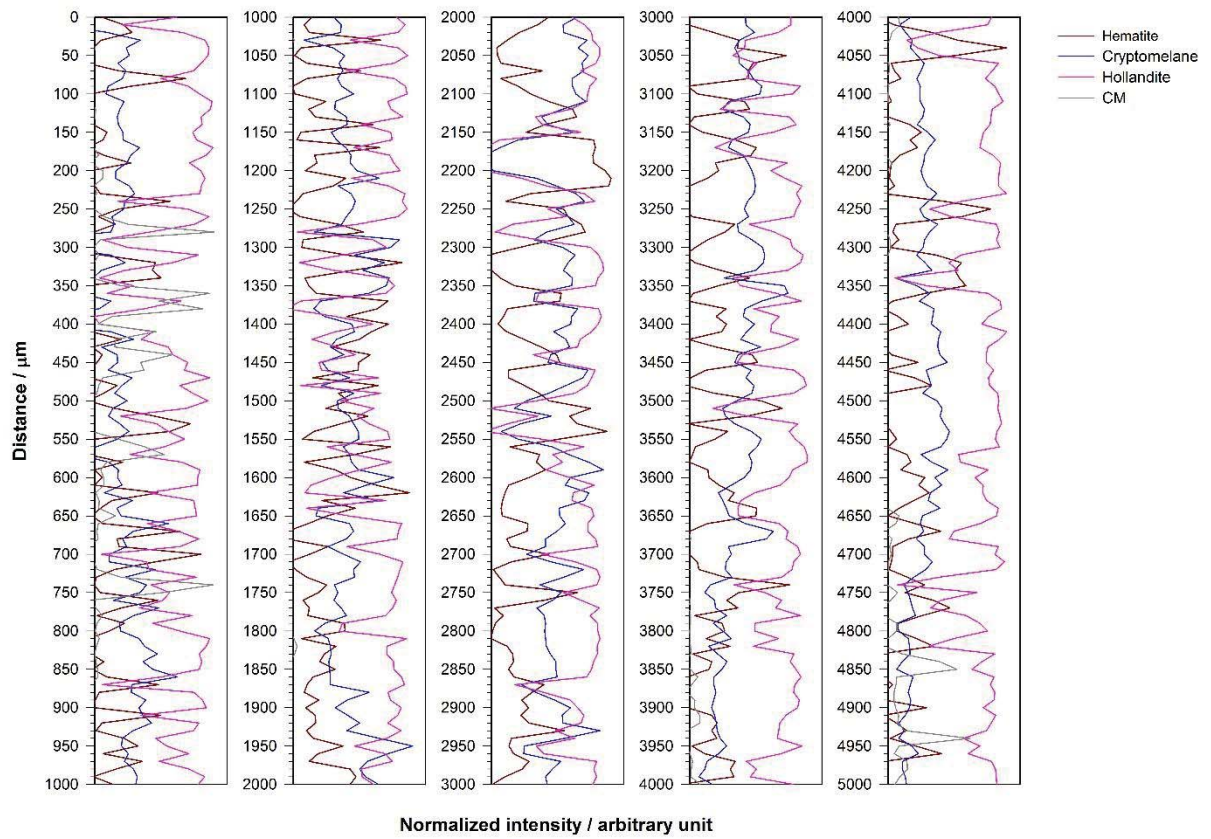 0 1000 2000 3000 4000
50 1050 2050 3050 4050
100 1100 2100 3100 4100
150 1150 2150 3150 4150
200 1200 2200 3200 4200
250 1250 2250 3250 4250
300 1300 2300 3300 4300
350 1350 2350 3350 4350
400 1400 2400 3400 4400
450 1450 2450 3450 4450
500 1500 2500 3500 4500
550 1550 2550 3550 4550
600 1600 2600 3600 4600
650 1650 2650 3650 4650
700 1700 2700 3700 4700
750 1750 2750 3750 4750
800 1800 2800 3800 4800
850 1850 2850 3850 4850
900 1900 2900 3900 4900
950 1950 2950 3950 4950
1000 2000 3000 4000 5000
Distance / μm
Normalized intensity / arbitrary unit
Hematite
Cryptomelane
Hollandite
CM